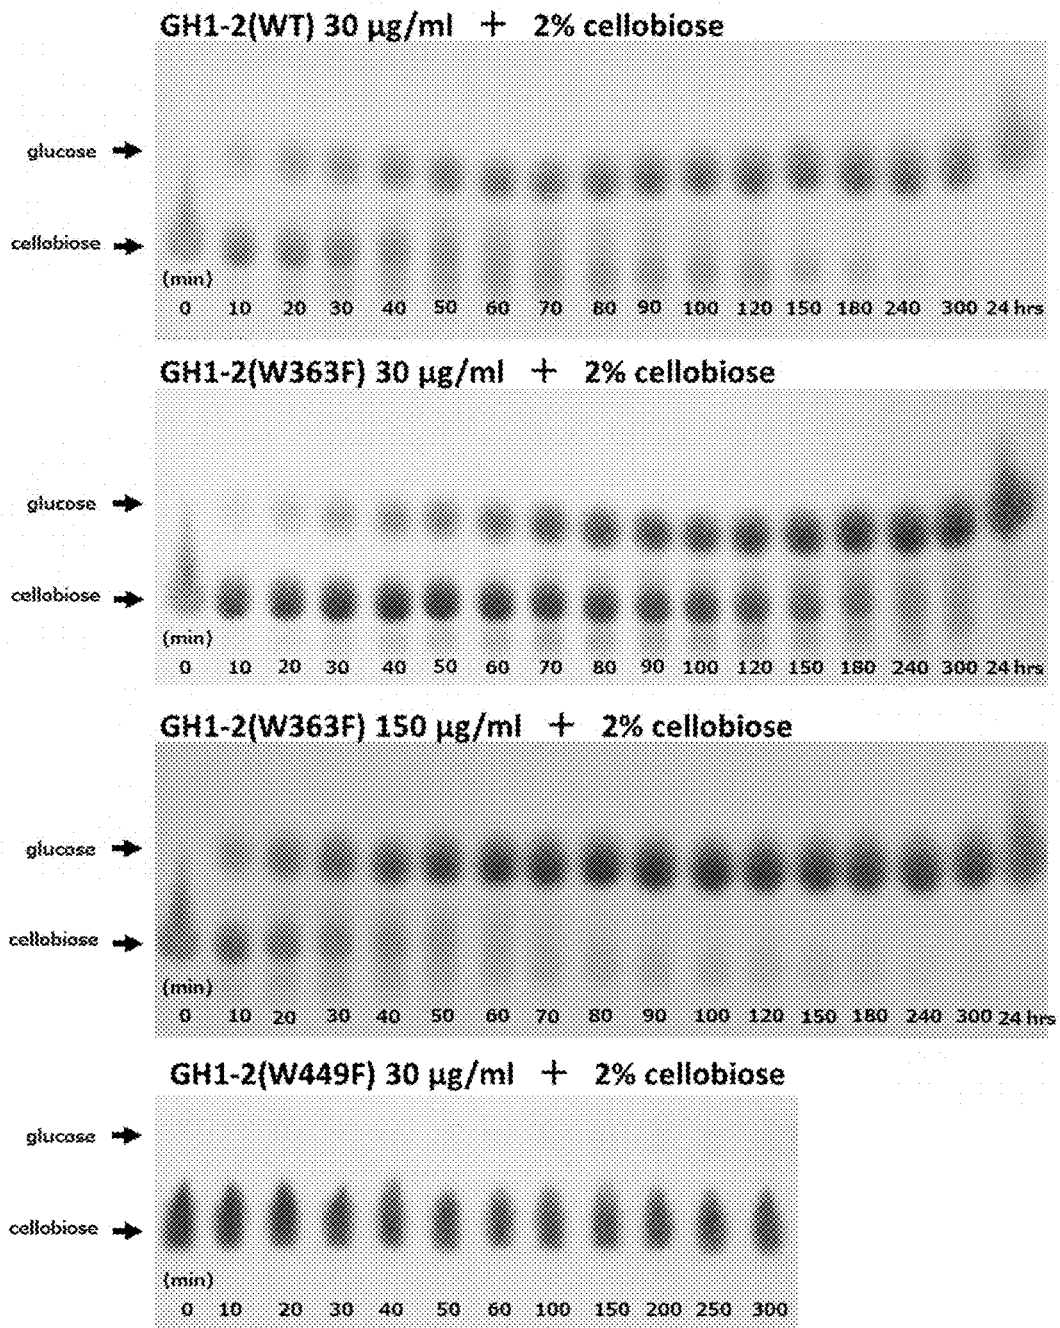 GH1-2(WT) 30 µg/ml + 2% cellobiose
glucose
cellobiose
(min)
0 10 20 30 40 50 60 70 80 90 100 120 150 180 240 300 24 hrs
GH1-2(W363F) 30 µg/ml + 2% cellobiose
glucose
cellobiose
(min)
0 10 20 30 40 50 60 70 80 90 100 120 150 180 240 300 24 hrs
GH1-2(W363F) 150 µg/ml + 2% cellobiose
glucose
cellobiose
(min)
0 10 20 30 40 50 60 70 80 90 100 120 150 180 240 300 24 hrs
GH1-2(W449F) 30 µg/ml + 2% cellobiose
glucose
cellobiose
(min)
0 10 20 30 40 50 60 100 150 200 250 300